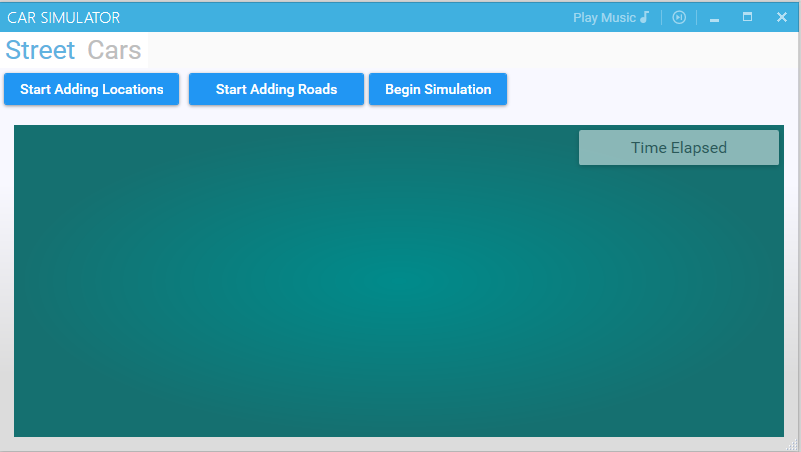 CAR SIMULATOR Play Music
Street Cars
Start Adding Locations Start Adding Roads Begin Simulation
Time Elapsed